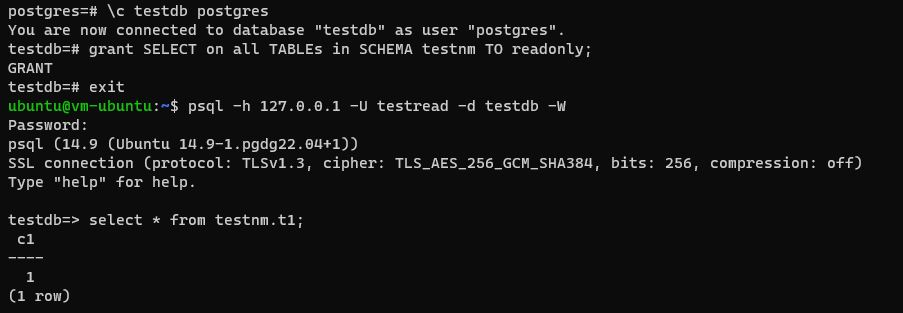 postgres=# \c testdb postgres
You are now connected to database "testdb" as user "postgres".
testdb=# grant SELECT on all TABLEs in SCHEMA testnm TO readonly;
GRANT
testdb=# exit
ubuntu@vm-ubuntu:~$ psql -h 127.0.0.1 -U testread -d testdb -W
Password:
psql (14.9 (Ubuntu 14.9-1.pgdg22.04+1))
SSL connection (protocol: TLSv1.3, cipher: TLS_AES_256_GCM_SHA384, bits: 256, compression: off)
Type "help" for help.

testdb=> select * from testnm.t1;
 c1
----
  1
(1 row)